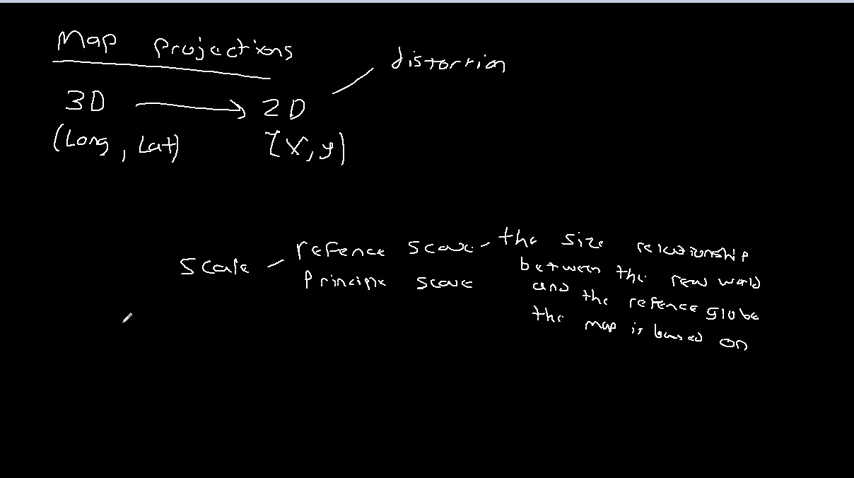 Map projections
distortion
3D → 2D
(Long, Lat) [x, y]
Scale - refence scale - the size relationship
principle scale between the real world
and the refence globe
the map is based on